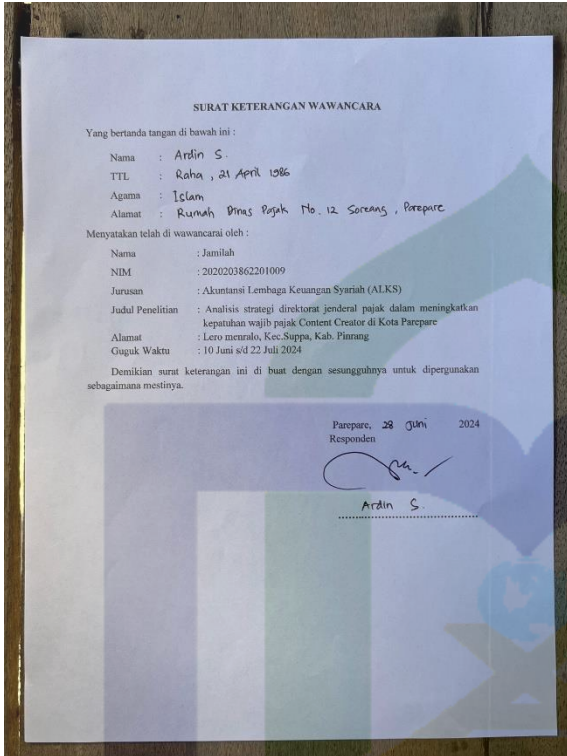 SURAT KETERANGAN WAWANCARA
Yang bertanda tangan di bawah ini :
Nama : Ardin S.
TTL : Raha , 21 April 1986
Agama : Islam
Alamat : Rumah Dinas Pajak No. 12 Soreang , Parepare
Menyatakan telah di wawancarai oleh :
Nama : Jamilah
NIM : 2020203862201009
Jurusan : Akuntansi Lembaga Keuangan Syariah (ALKS)
Judul Penelitian : Analisis strategi direktorat jenderal pajak dalam meningkatkan
kepatuhan wajib pajak Content Creator di Kota Parepare
Alamat : Lero menralo, Kec.Suppa, Kab. Pinrang
Guguk Waktu : 10 Juni s/d 22 Juli 2024
Demikian surat keterangan ini di buat dengan sesungguhnya untuk dipergunakan
sebagaimana mestinya.
Parepare, 28 Juni 2024
Responden
Ardin S.